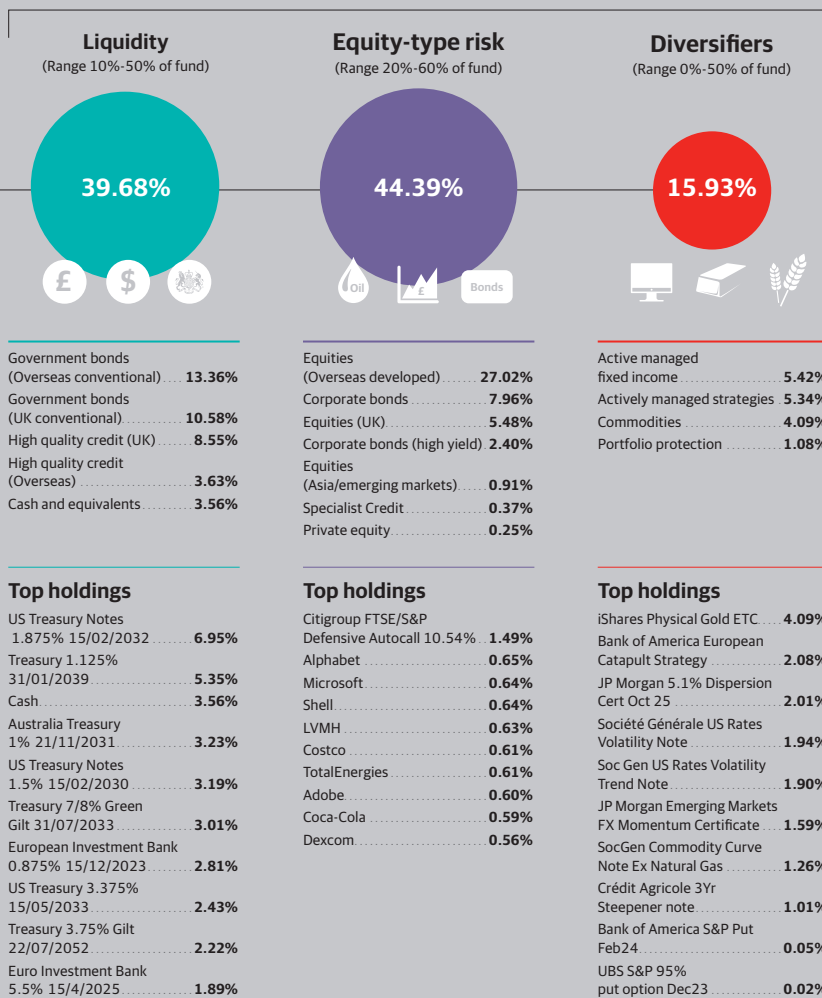 Liquidity
(Range 10%-50% of fund)
39.68%
£
$
Government bonds
(Overseas conventional) .... 13.36%
Government bonds
(UK conventional) .......... 10.58%
High quality credit (UK) ..... 8.55%
High quality credit
(Overseas) ............... 3.63%
Cash and equivalents .......... 3.56%
Top holdings
US Treasury Notes
1.875% 15/02/2032 ....... 6.95%
Treasury 1.125%
31/01/2039 ............. 5.35%
Cash ......................... 3.56%
Australia Treasury
1% 21/11/2031 ............. 3.23%
US Treasury Notes
1.5% 15/02/2030 ........... 3.19%
Treasury 7/8% Green
Gilt 31/07/2033 ............ 3.01%
European Investment Bank
0.875% 15/12/2023 ......... 2.81%
US Treasury 3.375%
15/05/2033 ................ 2.43%
Treasury 3.75% Gilt
22/07/2052 ................ 2.22%
Euro Investment Bank
5.5% 15/4/2025 ............ 1.89%
Equity-type risk
(Range 20%-60% of fund)
44.39%
Oil
£
Bonds
Equities
(Overseas developed) ....... 27.02%
Corporate bonds ............. 7.96%
Equities (UK) ................ 5.48%
Corporate bonds (high yield) . 2.40%
Equities
(Asia/emerging markets) ..... 0.91%
Specialist Credit ............. 0.37%
Private equity ................ 0.25%
Top holdings
Citigroup FTSE/S&P
Defensive Autocall 10.54% .. 1.49%
Alphabet ................... 0.65%
Microsoft ................... 0.64%
Shell ....................... 0.64%
LVMH ...................... 0.63%
Costco ..................... 0.61%
TotalEnergies ............... 0.61%
Adobe ...................... 0.60%
Coca-Cola .................. 0.59%
Dexcom .................... 0.56%
Diversifiers
(Range 0%-50% of fund)
15.93%
Active managed
fixed income ................ 5.42%
Actively managed strategies . 5.34%
Commodities ................ 4.09%
Portfolio protection .......... 1.08%
Top holdings
iShares Physical Gold ETC ..... 4.09%
Bank of America European
Catapult Strategy ............ 2.08%
JP Morgan 5.1% Dispersion
Cert Oct 25 ................. 2.01%
Société Générale US Rates
Volatility Note ............... 1.94%
Soc Gen US Rates Volatility
Trend Note .................. 1.90%
JP Morgan Emerging Markets
FX Momentum Certificate .... 1.59%
SocGen Commodity Curve
Note Ex Natural Gas ......... 1.26%
Crédit Agricole 3Yr
Steepener note .............. 1.01%
Bank of America S&P Put
Feb24 ...................... 0.05%
UBS S&P 95%
put option Dec23 ............ 0.02%